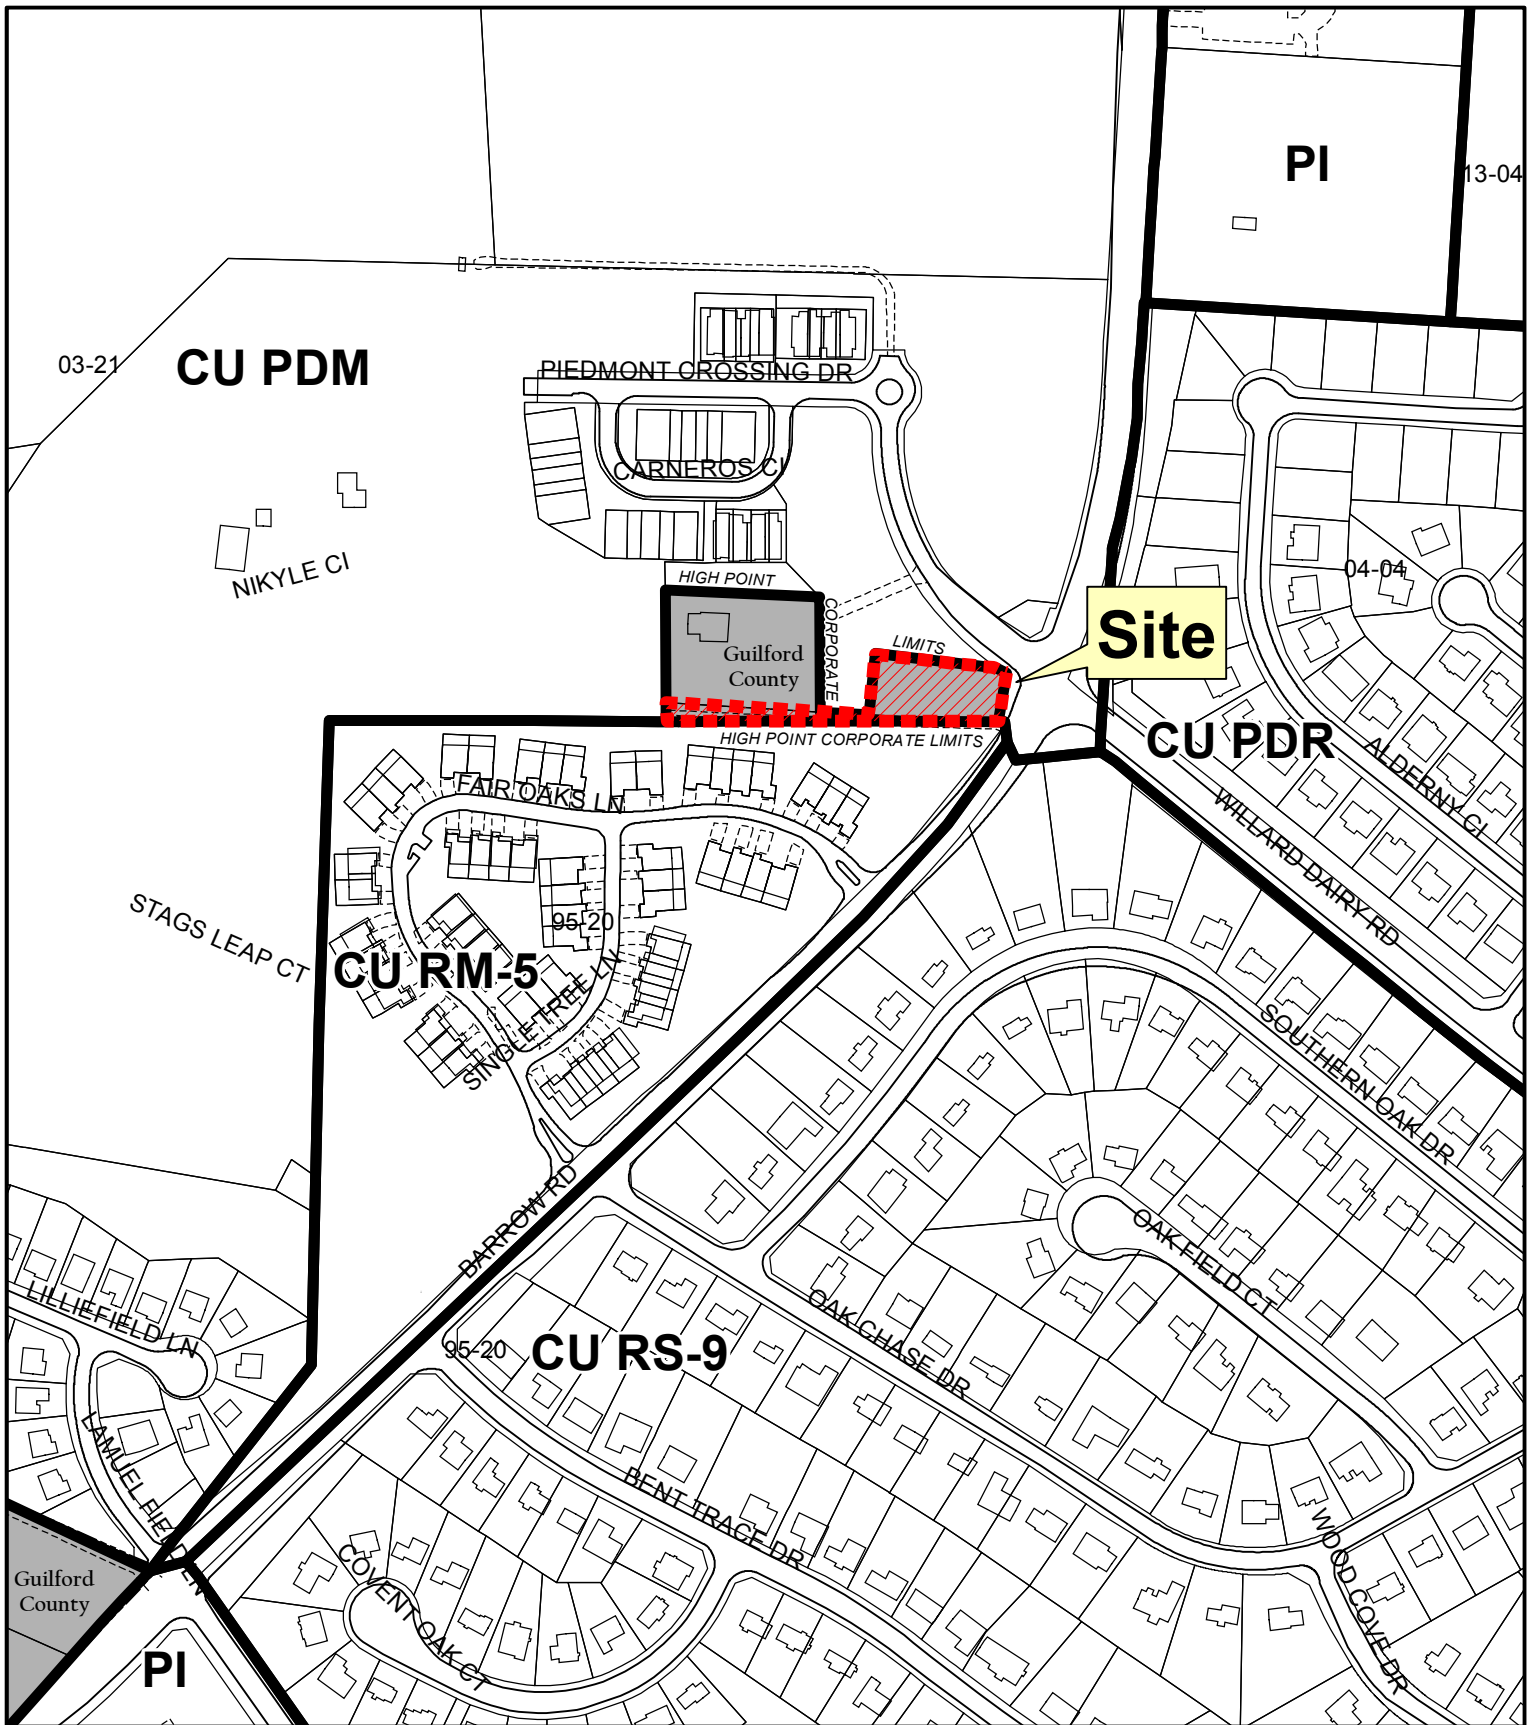 PI
13-04
03-21
CU PDM
PIEDMONT CROSSING DR
CARNEROS CI
NIKYLE CI
04-04
HIGH POINT
CORPORATE
LIMITS
Site
Guilford
County
HIGH POINT CORPORATE LIMITS
CU PDR
ALDERNY CI
WILLARD DAIRY RD
FAIR OAKS LN
STAGS LEAP CT
95-20
CU RM-5
SINGLE TREE LN
SOUTHERN OAK DR
BARROW RD
OAK FIELD CT
LILLIEFIELD LN
OAK CHASE DR
95-20
CU RS-9
LAMUEL FIELD LN
BENT TRACE DR
WOOD COVE DR
COVENT OAK CT
Guilford
County
PI